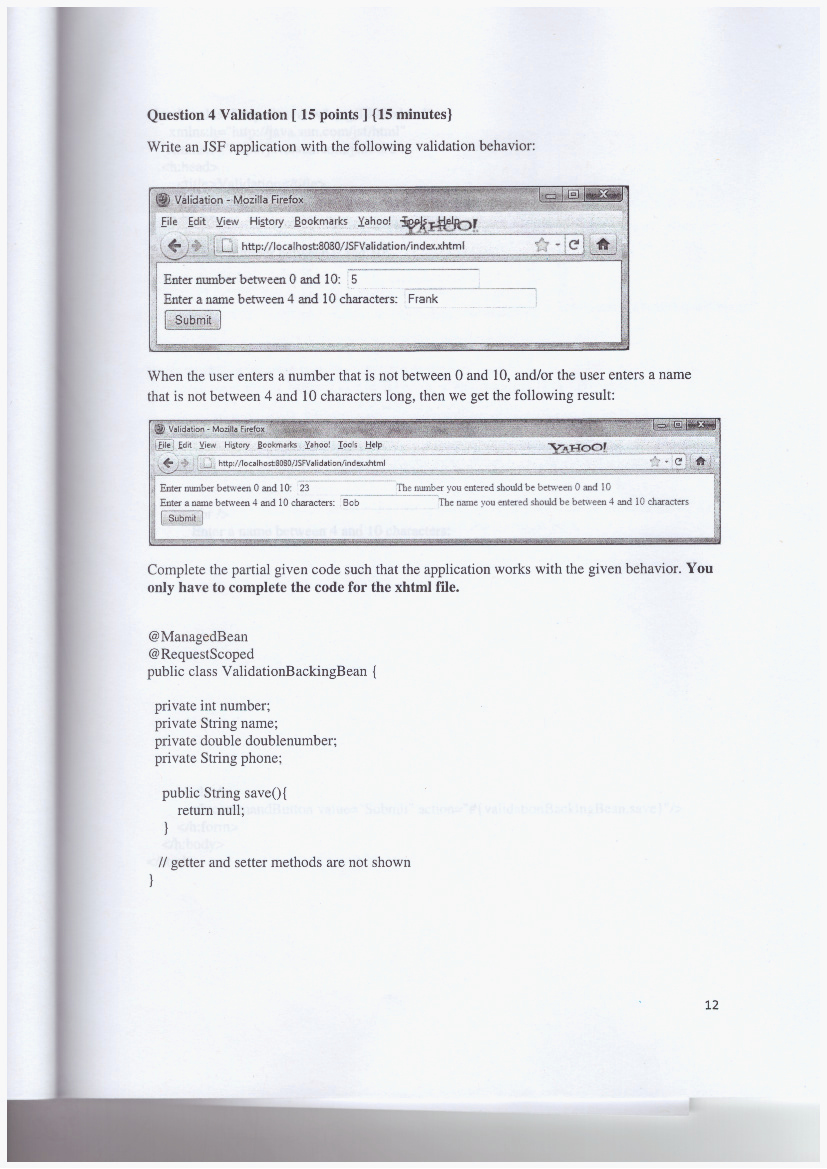 Question 4 Validation [ 15 points ] {15 minutes}
Write an JSF application with the following validation behavior:
Validation - Mozilla Firefox
File Edit View History Bookmarks Yahoo! Tools Help
YAHOO!
http://localhost:8080/JSFValidation/index.xhtml
Enter number between 0 and 10: 5
Enter a name between 4 and 10 characters: Frank
Submit
When the user enters a number that is not between 0 and 10, and/or the user enters a name
that is not between 4 and 10 characters long, then we get the following result:
Validation - Mozilla Firefox
File Edit View History Bookmarks Yahoo! Tools Help
YAHOO!
http://localhost:8080/JSFValidation/index.xhtml
Enter number between 0 and 10: 23 The number you entered should be between 0 and 10
Enter a name between 4 and 10 characters: Bob The name you entered should be between 4 and 10 characters
Submit
Complete the partial given code such that the application works with the given behavior. You
only have to complete the code for the xhtml file.
@ManagedBean
@RequestScoped
public class ValidationBackingBean {
private int number;
private String name;
private double doublenumber;
private String phone;
public String save(){
return null;
}
// getter and setter methods are not shown
}
12